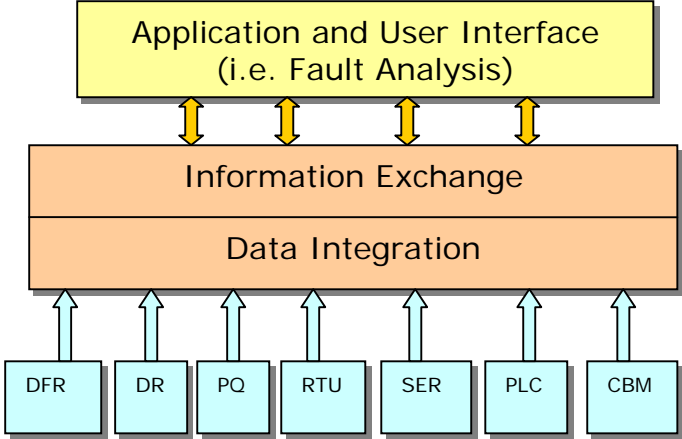 Application and User Interface
(i.e. Fault Analysis)
Information Exchange
Data Integration
DFR DR PQ RTU SER PLC CBM